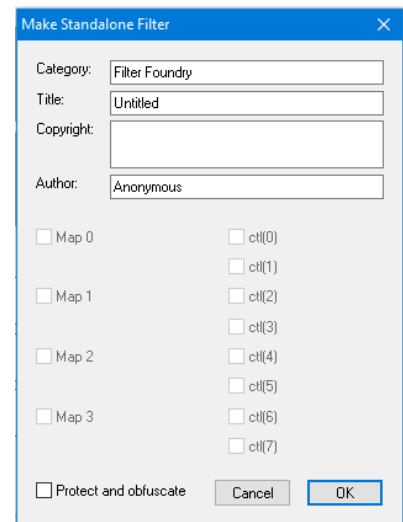 Make Standalone Filter
Category: Filter Foundry
Title: Untitled
Copyright:
Author: Anonymous
Map 0 ctl(0)
ctl(1)
Map 1 ctl(2)
ctl(3)
Map 2 ctl(4)
ctl(5)
Map 3 ctl(6)
ctl(7)
Protect and obfuscate Cancel OK